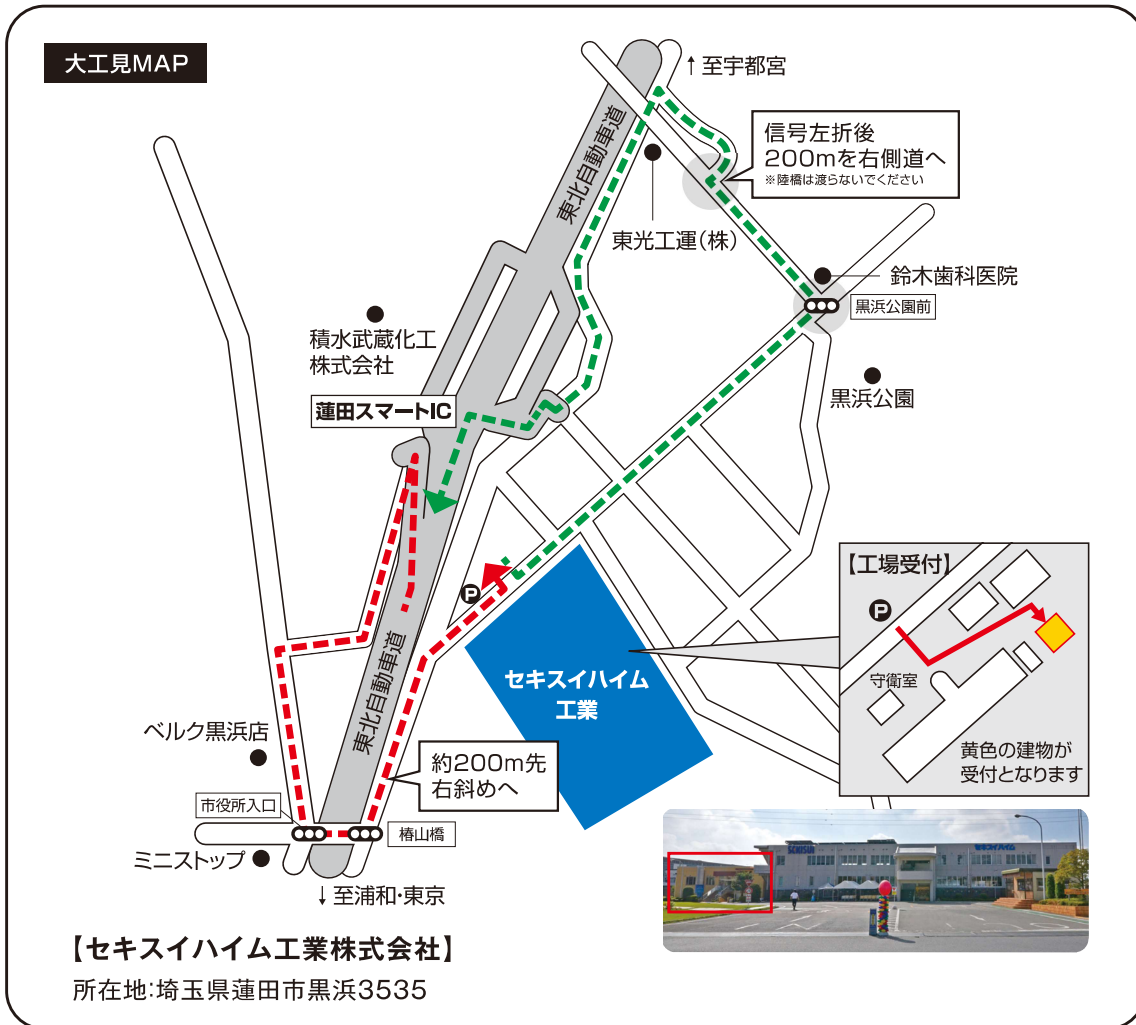 大工見MAP
↑至宇都宮
東北自動車道
信号左折後
200mを右側道へ
※陸橋は渡らないでください
東光工運(株)
鈴木歯科医院
黒浜公園前
積水武蔵化工
株式会社
黒浜公園
蓮田スマートIC
P
【工場受付】
P
守衛室
黄色の建物が
受付となります
セキスイハイム
工業
東北自動車道
ベルク黒浜店
約200m先
右斜めへ
市役所入口
椿山橋
ミニストップ
↓至浦和・東京
SEKISUI
セキスイハイム
【セキスイハイム工業株式会社】
所在地:埼玉県蓮田市黒浜3535